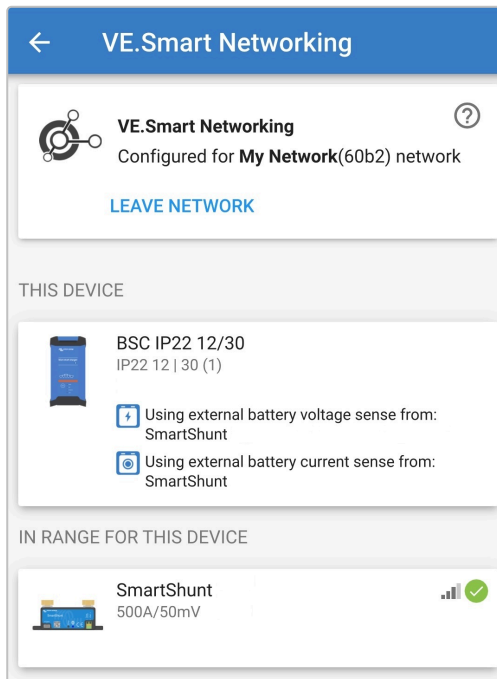 VE.Smart Networking
VE.Smart Networking
Configured for My Network(60b2) network
LEAVE NETWORK
THIS DEVICE
BSC IP22 12/30
IP22 12 | 30 (1)
Using external battery voltage sense from:
SmartShunt
Using external battery current sense from:
SmartShunt
IN RANGE FOR THIS DEVICE
SmartShunt
500A/50mV